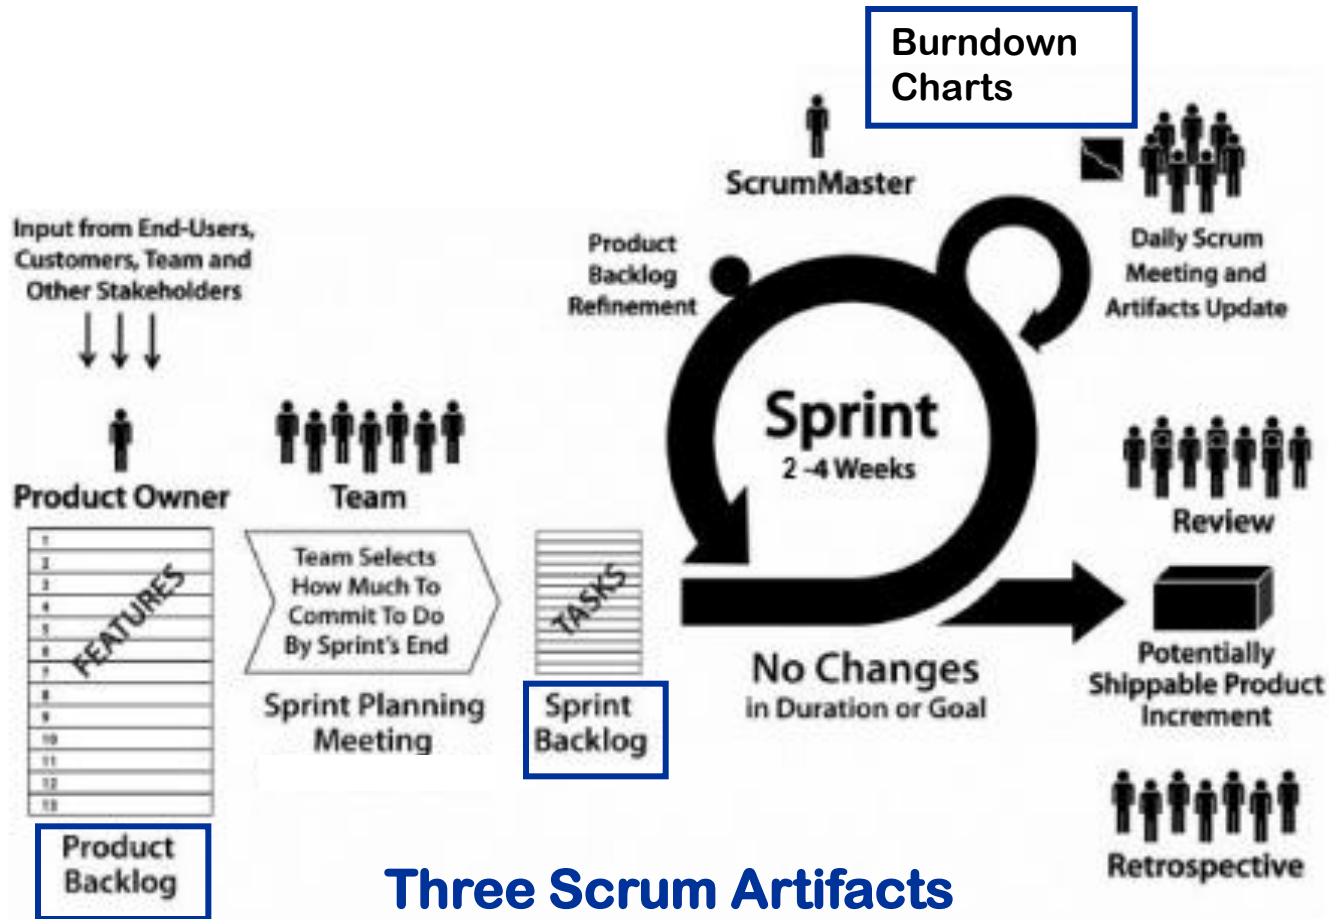 Burndown
Charts
ScrumMaster
Input from End-Users,
Customers, Team and
Other Stakeholders
Product
Backlog
Refinement
Daily Scrum
Meeting and
Artifacts Update
Sprint
2 -4 Weeks
Product Owner
Team
Review
1
2
3
4
5
6
7
8
9
10
11
12
13
FEATURES
Team Selects
How Much To
Commit To Do
By Sprint's End
TASKS
Sprint Planning
Meeting
Sprint
Backlog
No Changes
in Duration or Goal
Potentially
Shippable Product
Increment
Product
Backlog
Retrospective
Three Scrum Artifacts